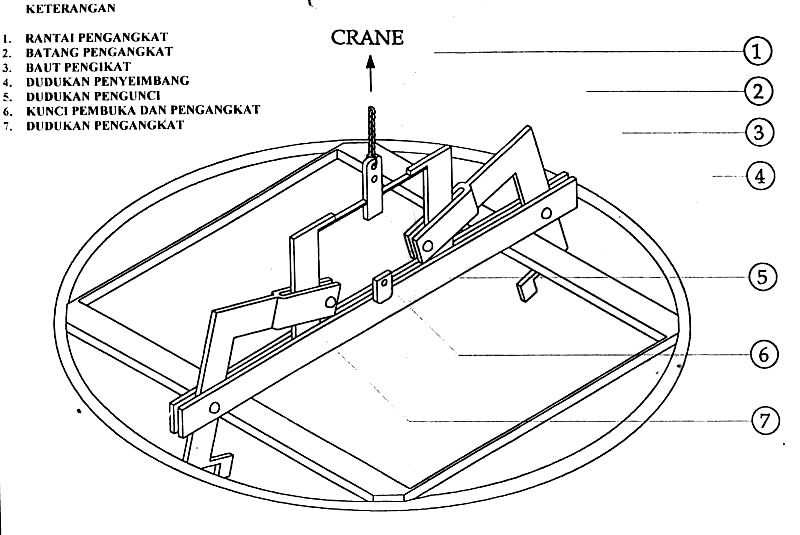 KETERANGAN
1. RANTAI PENGANGKAT
2. BATANG PENGANGKAT
3. BAUT PENGIKAT
4. DUDUKAN PENYEIMBANG
5. DUDUKAN PENGUNCI
6. KUNCI PEMBUKA DAN PENGANGKAT
7. DUDUKAN PENGANGKAT
CRANE
1
2
3
4
5
6
7